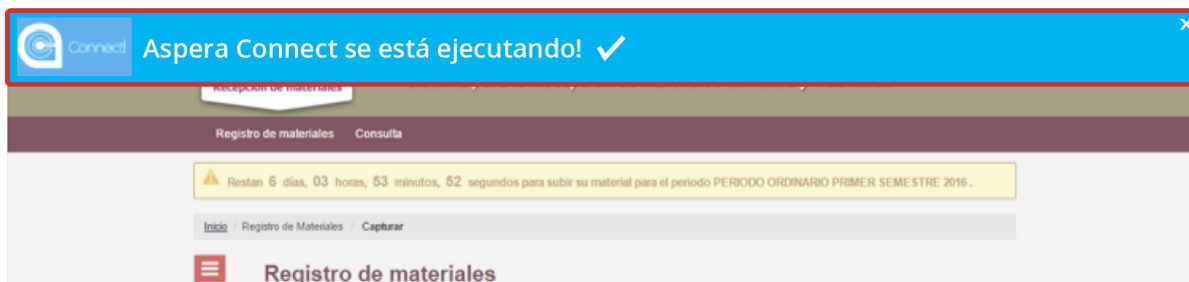 Connect
Aspera Connect se está ejecutando!
x
Recepción de materiales
Registro de materiales Consulta
Restan 6 días, 03 horas, 53 minutos, 52 segundos para subir su material para el periodo PERIODO ORDINARIO PRIMER SEMESTRE 2016 .
Inicio / Registro de Materiales / Capturar
Registro de materiales